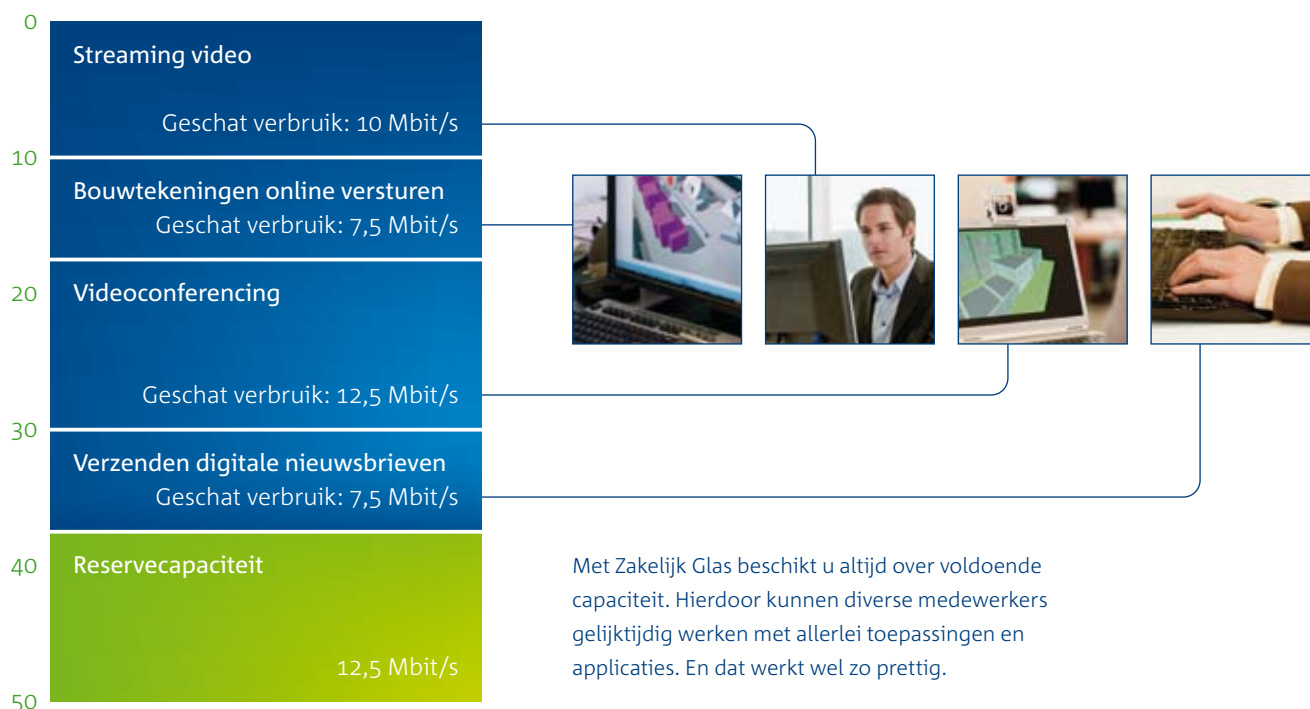 0
Streaming video
Geschat verbruik: 10 Mbit/s
10
Bouwtekeningen online versturen
Geschat verbruik: 7,5 Mbit/s
20
Videoconferencing
Geschat verbruik: 12,5 Mbit/s
30
Verzenden digitale nieuwsbrieven
Geschat verbruik: 7,5 Mbit/s
40
Reservecapaciteit
12,5 Mbit/s
50
Met Zakelijk Glas beschikt u altijd over voldoende
capaciteit. Hierdoor kunnen diverse medewerkers
gelijktijdig werken met allerlei toepassingen en
applicaties. En dat werkt wel zo prettig.